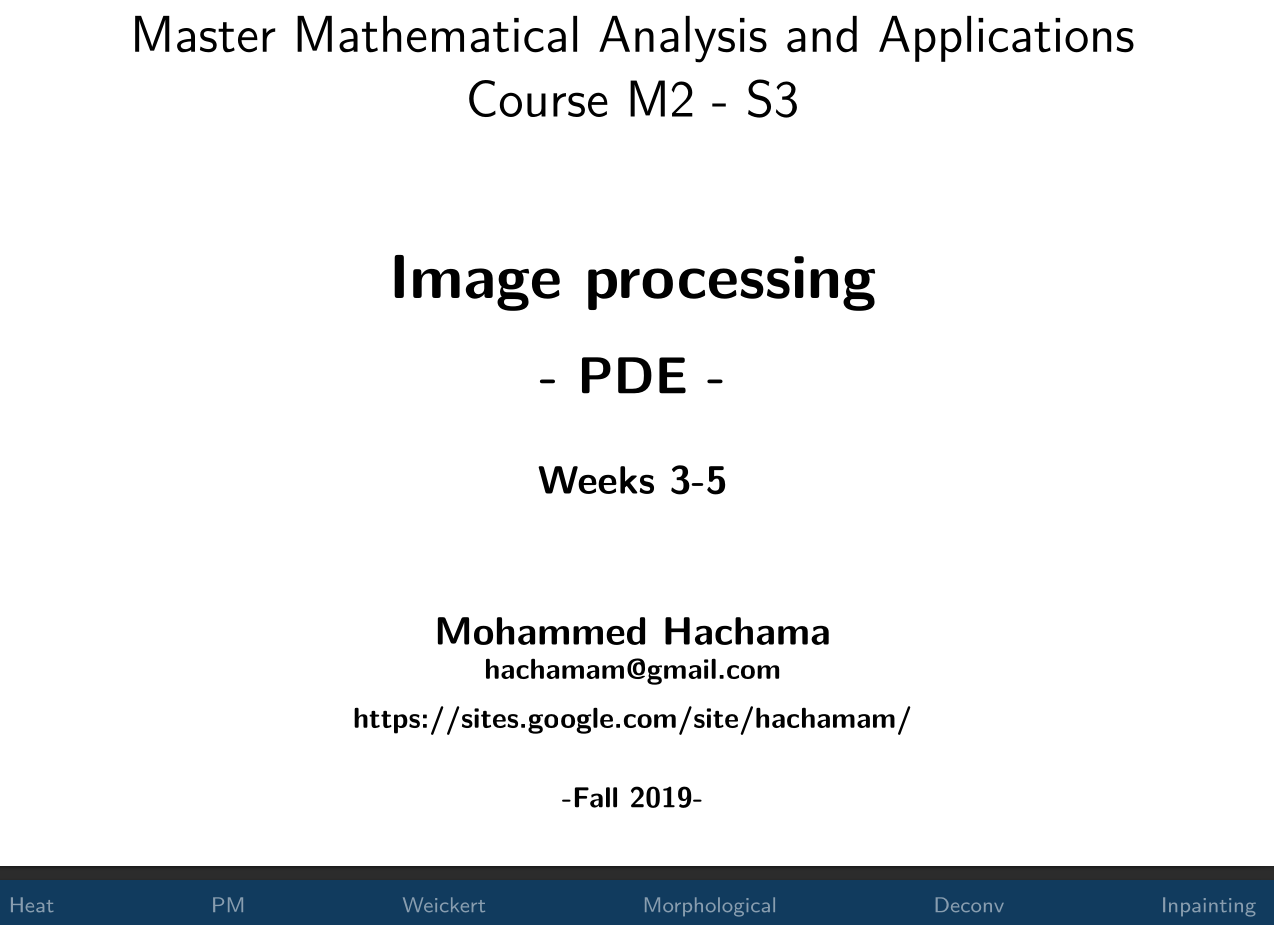 Master Mathematical Analysis and Applications
Course M2 - S3
Image processing
- PDE -
Weeks 3-5
Mohammed Hachama
hachamam@gmail.com
https://sites.google.com/site/hachamam/
-Fall 2019-
Heat PM Weickert Morphological Deconv Inpainting